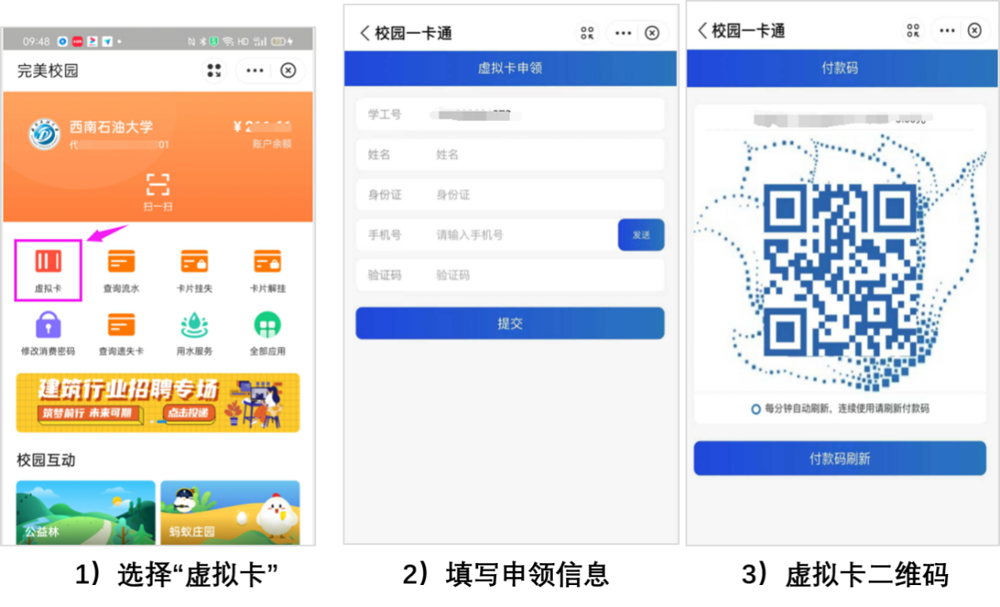 09:48
HD
完美校园
西南石油大学
¥ 2
代
01
账户余额
扫一扫
虚拟卡
查询流水
卡片挂失
卡片解挂
修改消费密码
查询遗失卡
用水服务
全部应用
建筑行业招聘专场
筑梦前行 未来可期
点击投递
校园互动
公益林
蚂蚁庄园
1）选择“虚拟卡”
校园一卡通
虚拟卡申领
学工号
姓名
姓名
身份证
身份证
手机号
请输入手机号
发送
验证码
验证码
提交
2）填写申领信息
校园一卡通
付款码
每分钟自动刷新，连续使用请刷新付款码
付款码刷新
3）虚拟卡二维码